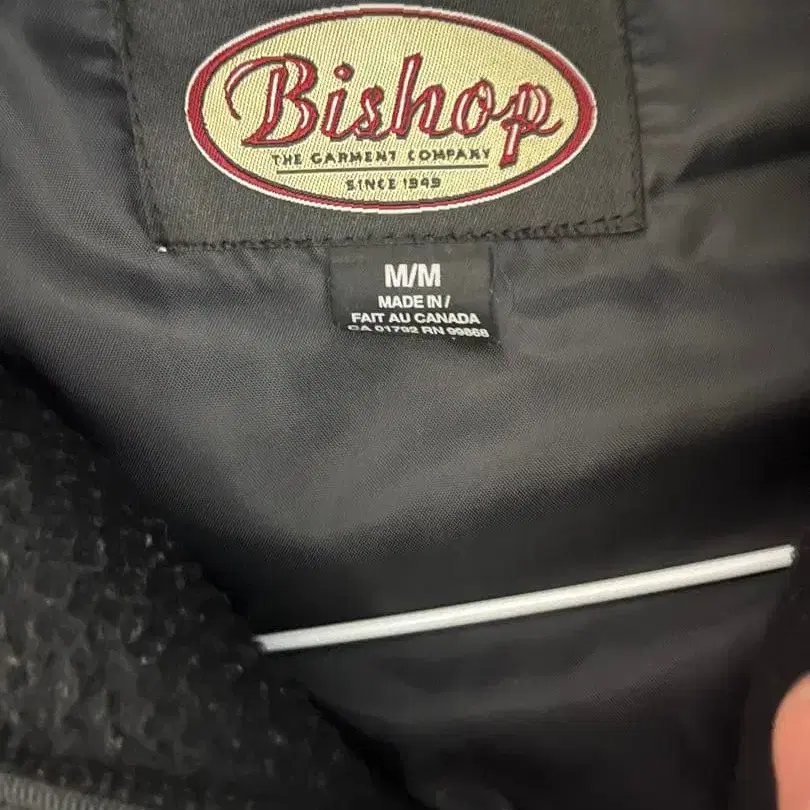 Bishop
THE GARMENT COMPANY
SINCE 1949
M/M
MADE IN/
FAIT AU CANADA
CA 01792 RN 99868